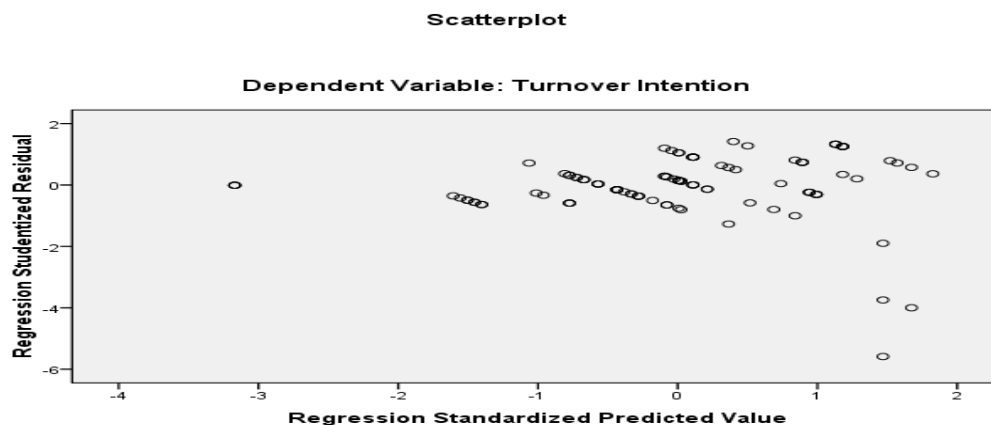 Scatterplot
Dependent Variable: Turnover Intention
Regression Studentized Residual
2
0
-2
-4
-6
-4 -3 -2 -1 0 1 2
Regression Standardized Predicted Value